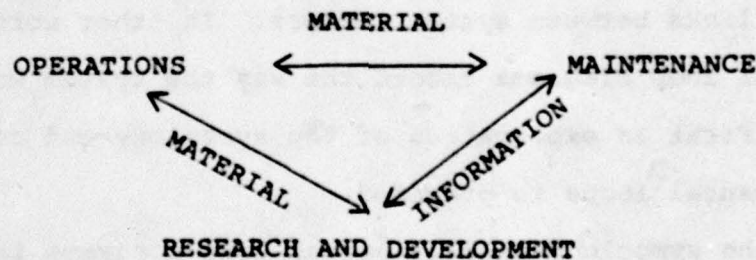 MATERIAL
OPERATIONS
MAINTENANCE
MATERIAL
INFORMATION
RESEARCH AND DEVELOPMENT